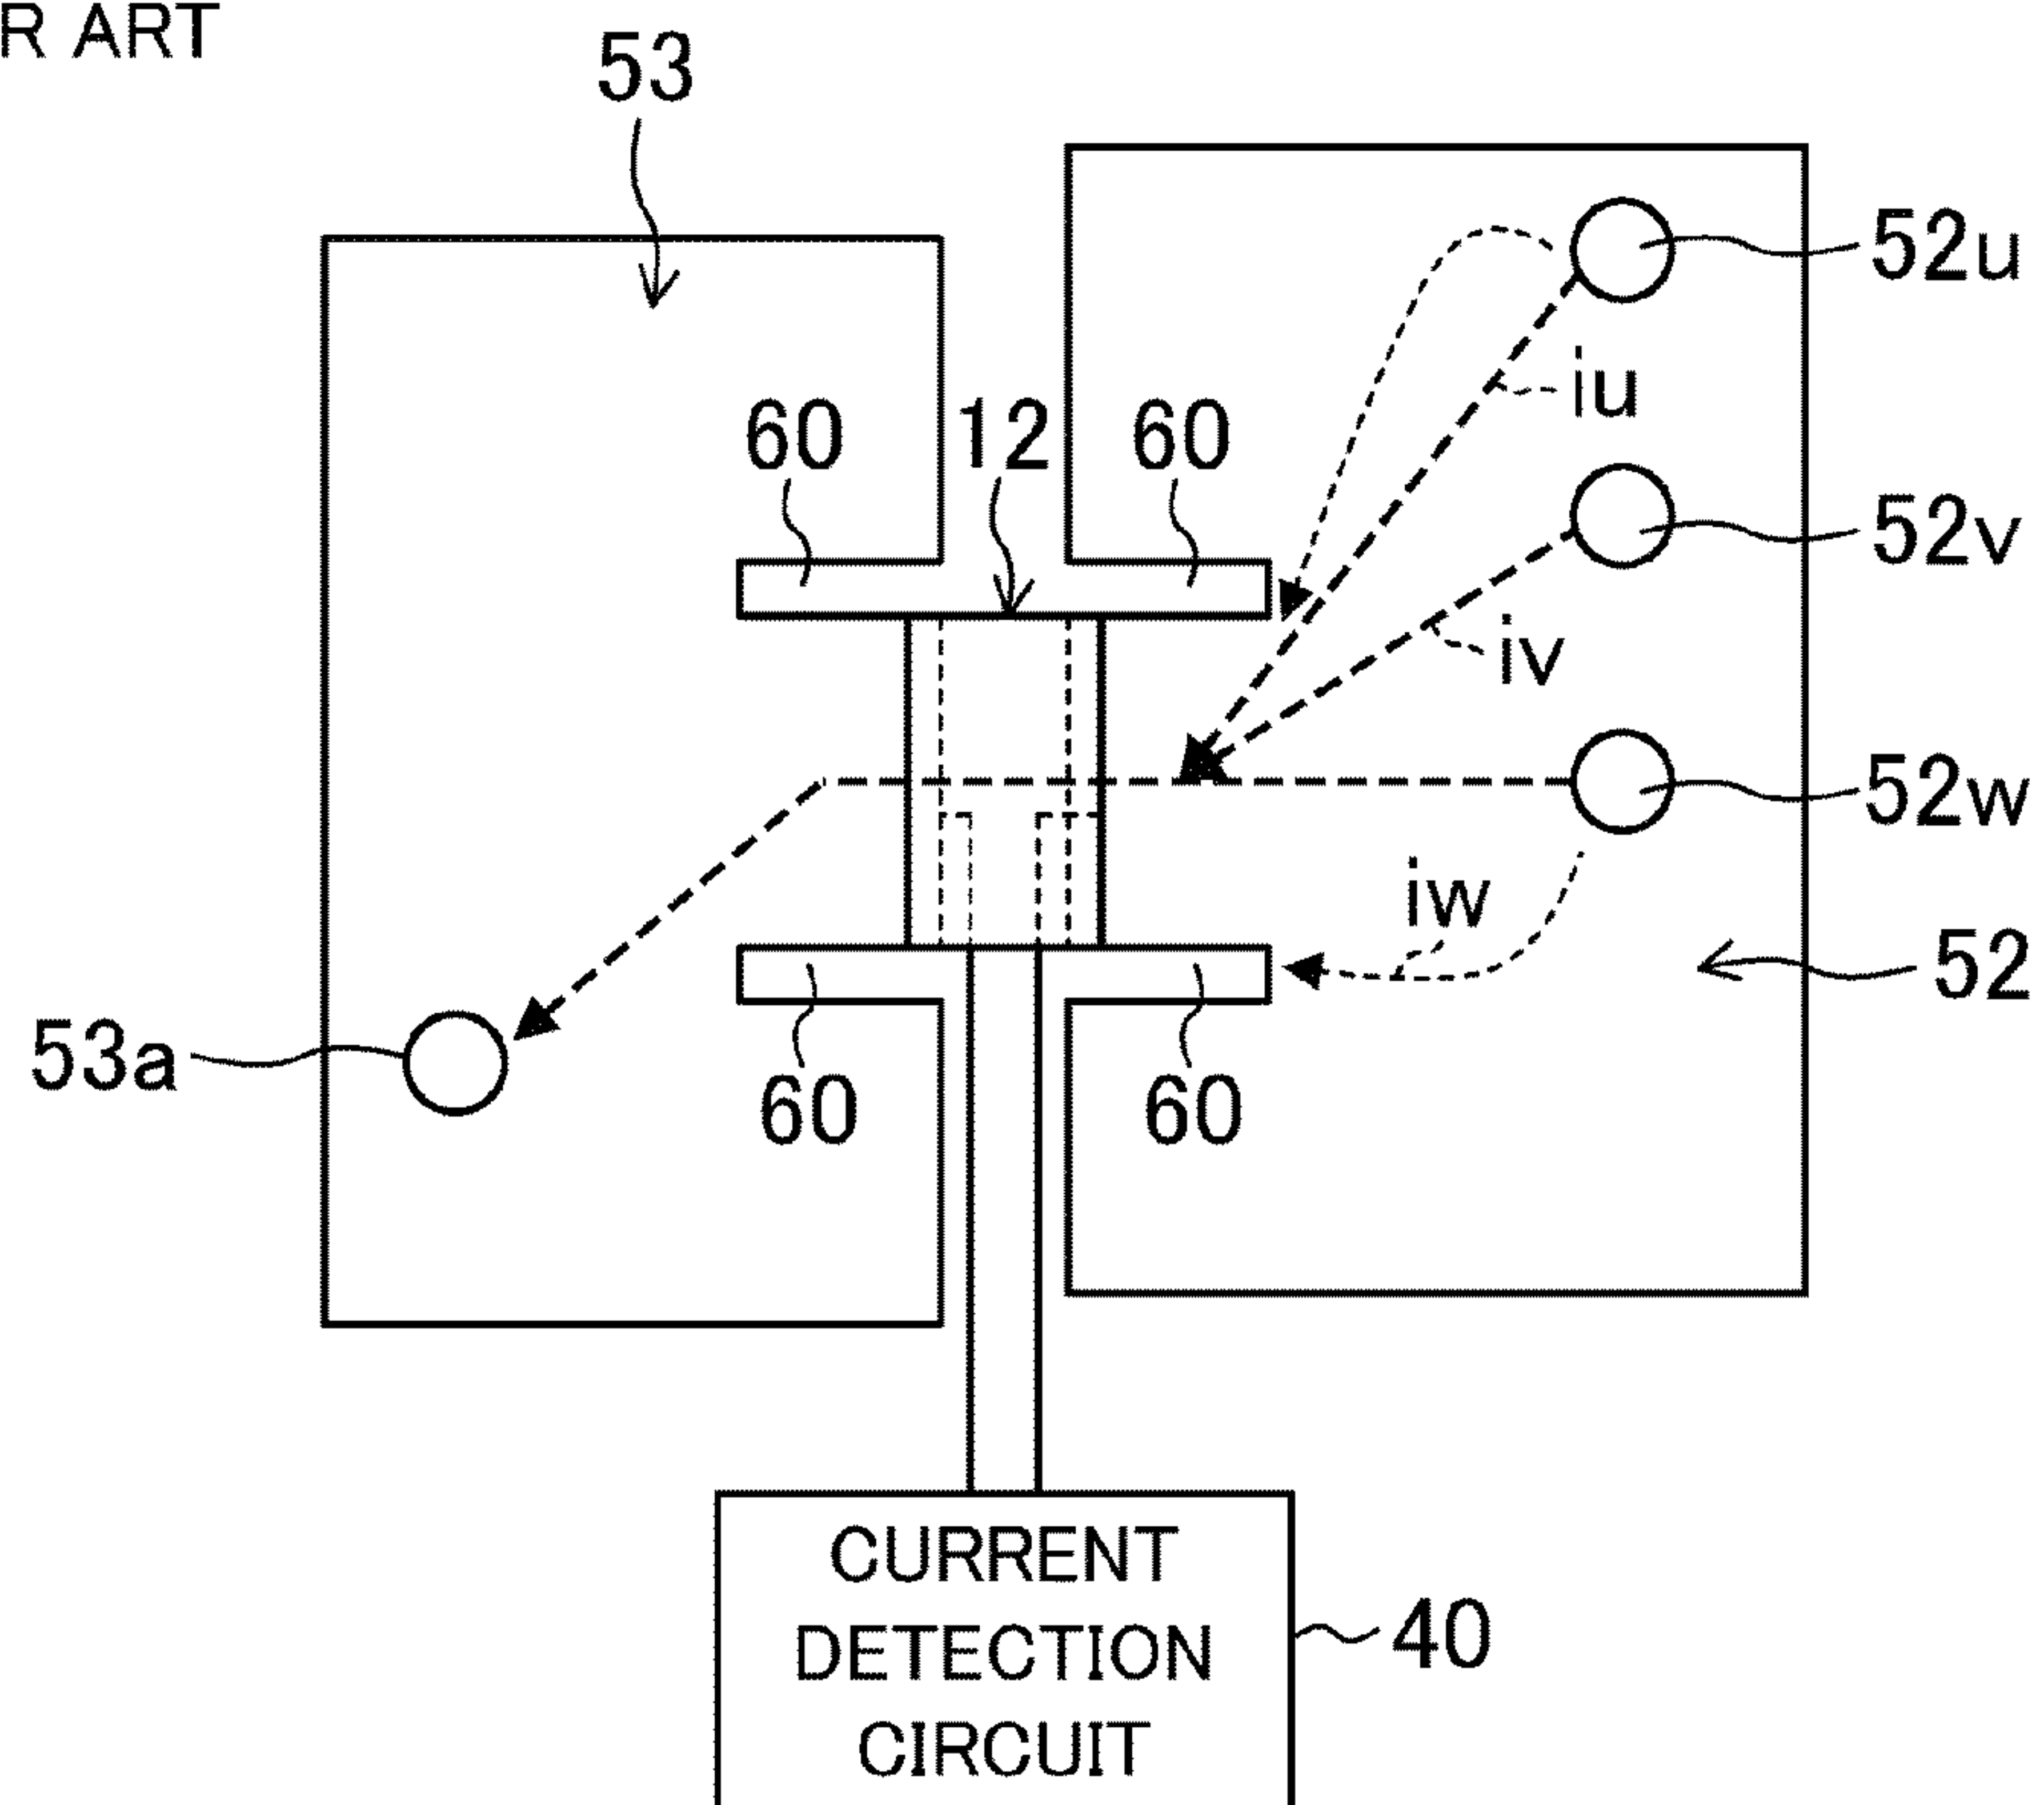 R ART
53
52u
iu
60 12 60
52v
iv
52w
iw
52
53a
60 60
CURRENT
DETECTION
CIRCUIT
40